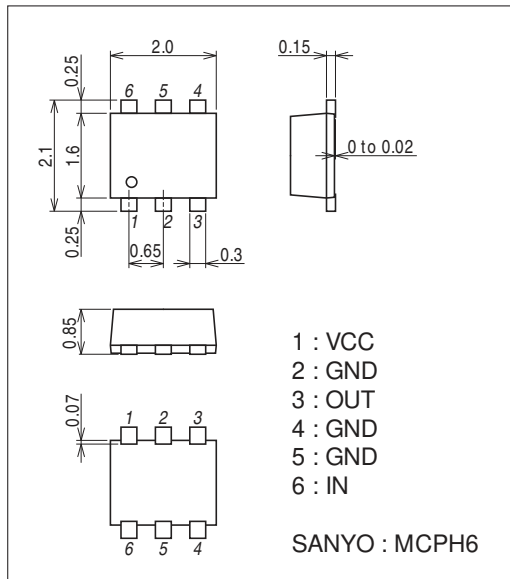 2.0
0.15
0.25
6 5 4
2.1
1.6
0 to 0.02
0.25
1 2 3
0.65
0.3
0.85
1 : VCC
2 : GND
3 : OUT
4 : GND
5 : GND
6 : IN
0.07
1 2 3
6 5 4
SANYO : MCPH6